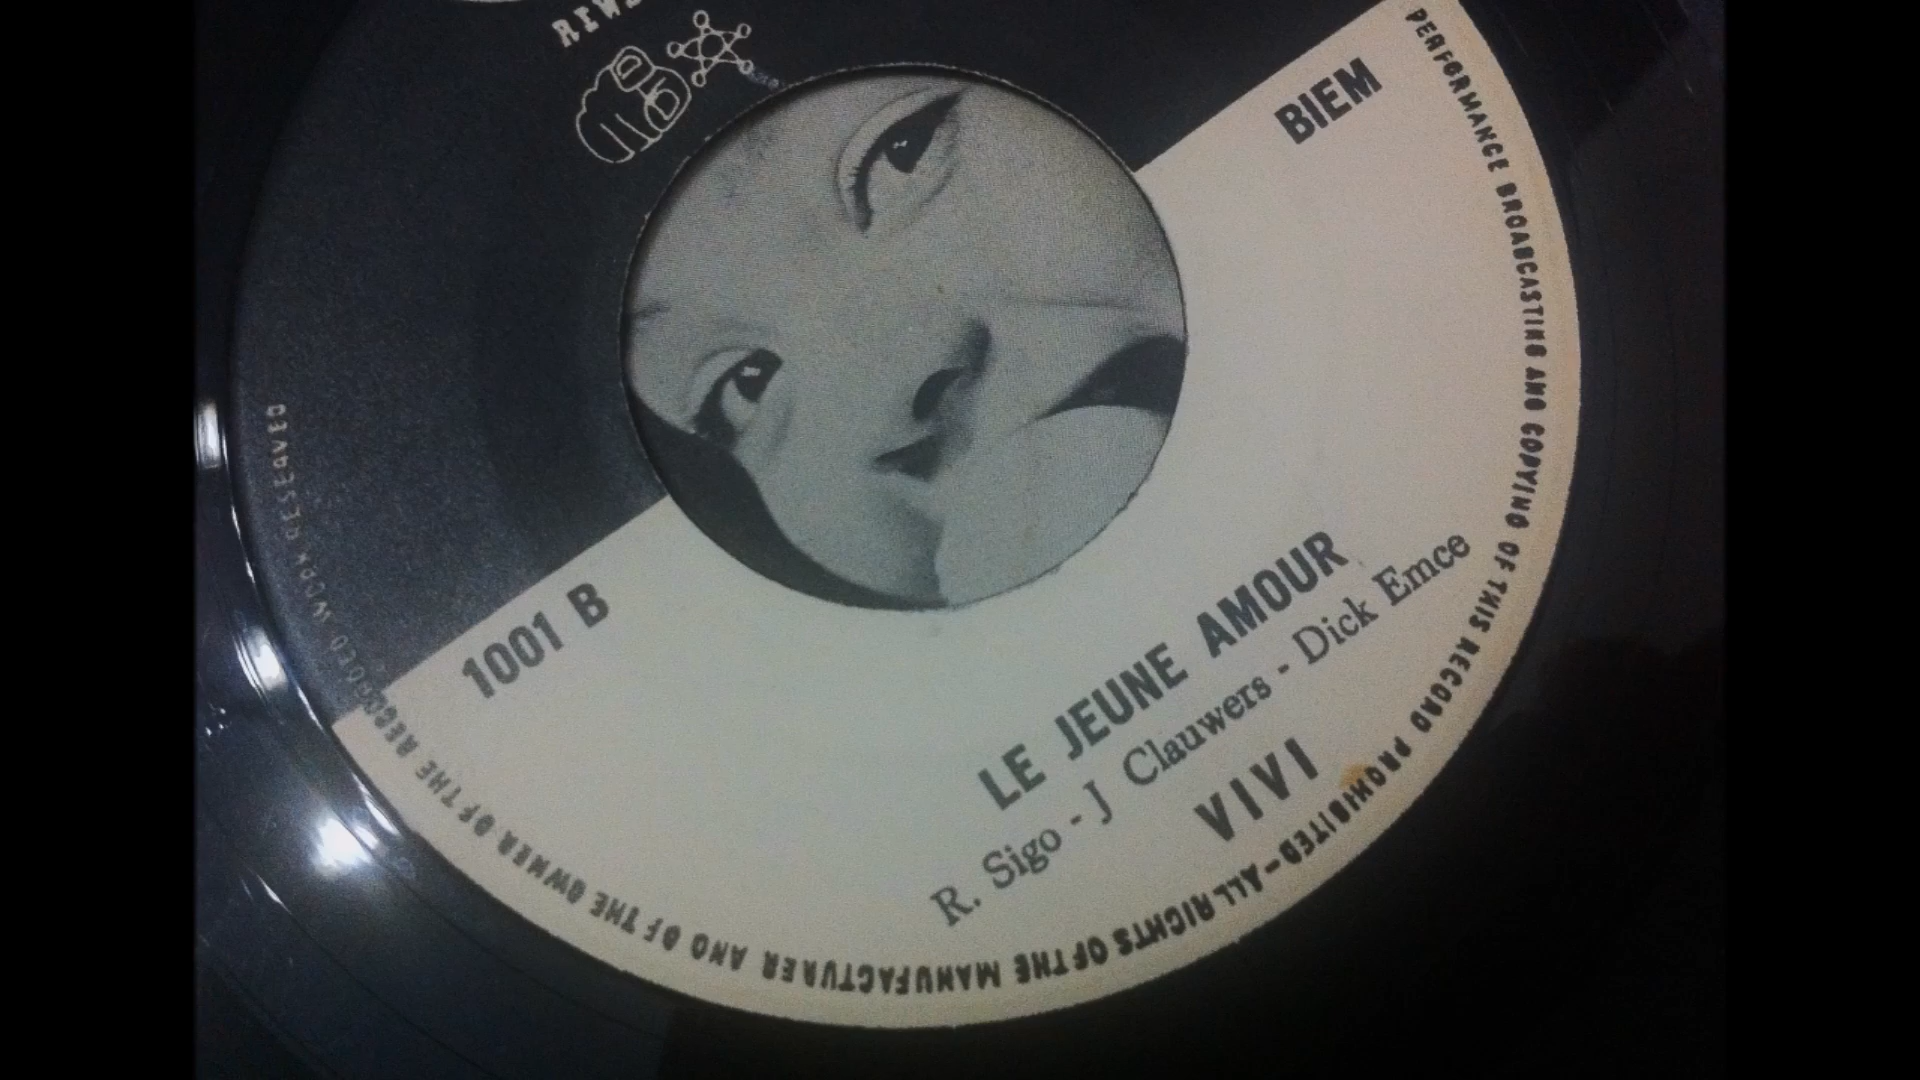 BIEM
1001 B
LE JEUNE AMOUR
R. Sigo - J Clauwers - Dick Emce
VIVI
PERFORMANCE BROADCASTING AND COPYING OF THIS RECORD PROHIBITED-ALL RIGHTS OF THE MANUFACTURER AND OF THE OWNER OF THE RECORDED WORK RESERVED